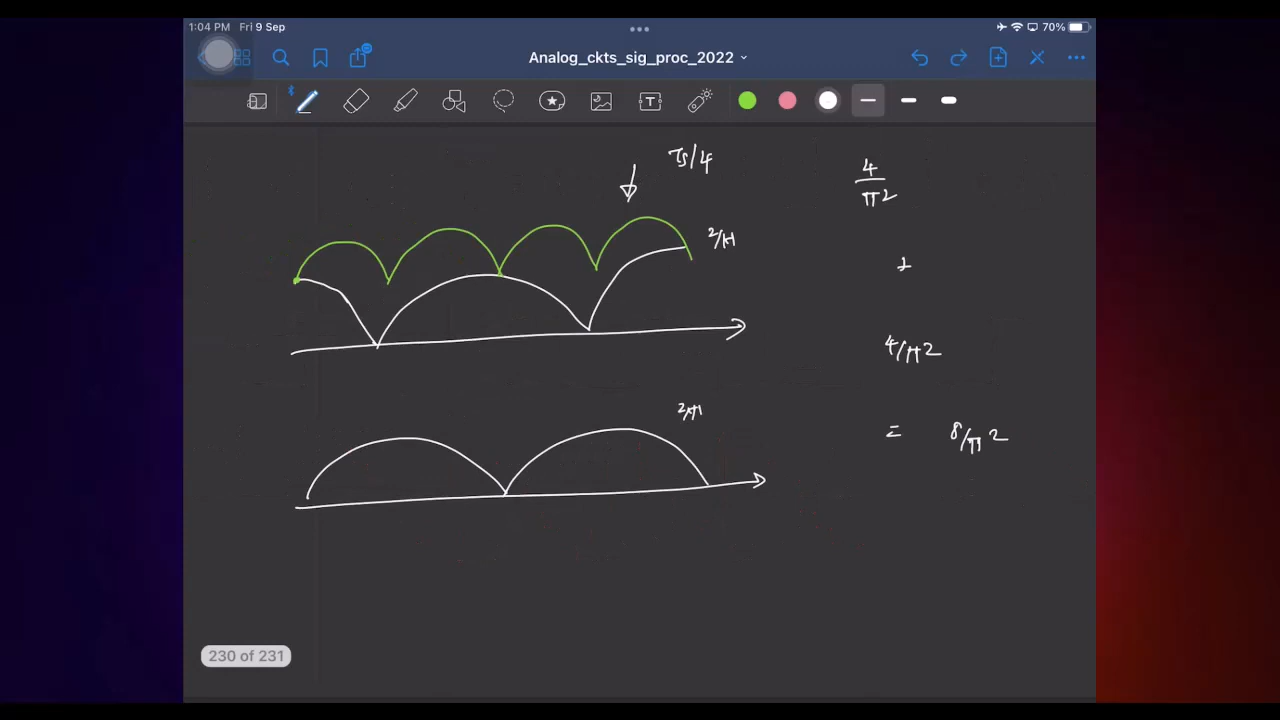 1:04 PM Fri 9 Sep
70%
Analog_ckts_sig_proc_2022
T
Ts/4
4/π2
2/π
+
4/π2
2/π
= 8/π2
230 of 231